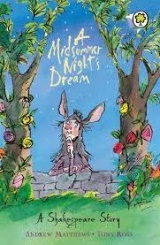 A
Midsummer
Night's
Dream
A Shakespeare Story
ANDREW MATTHEWS • TONY ROSS